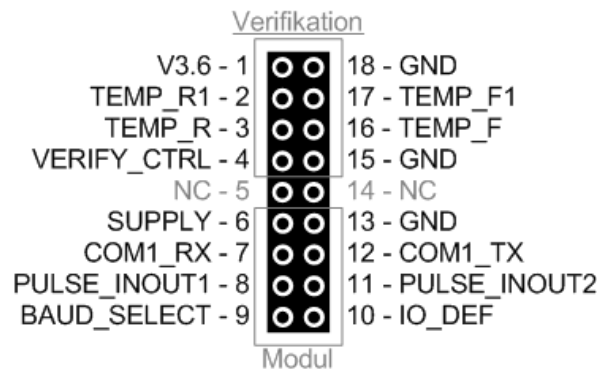 Verifikation
V3.6 - 1 18 - GND
TEMP_R1 - 2 17 - TEMP_F1
TEMP_R - 3 16 - TEMP_F
VERIFY_CTRL - 4 15 - GND
NC - 5 14 - NC
SUPPLY - 6 13 - GND
COM1_RX - 7 12 - COM1_TX
PULSE_INOUT1 - 8 11 - PULSE_INOUT2
BAUD_SELECT - 9 10 - IO_DEF
Modul